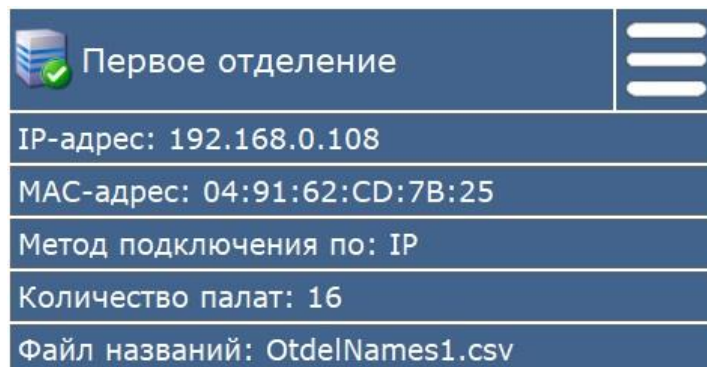 Первое отделение
IP-адрес: 192.168.0.108
MAC-адрес: 04:91:62:CD:7B:25
Метод подключения по: IP
Количество палат: 16
Файл названий: OtdelNames1.csv